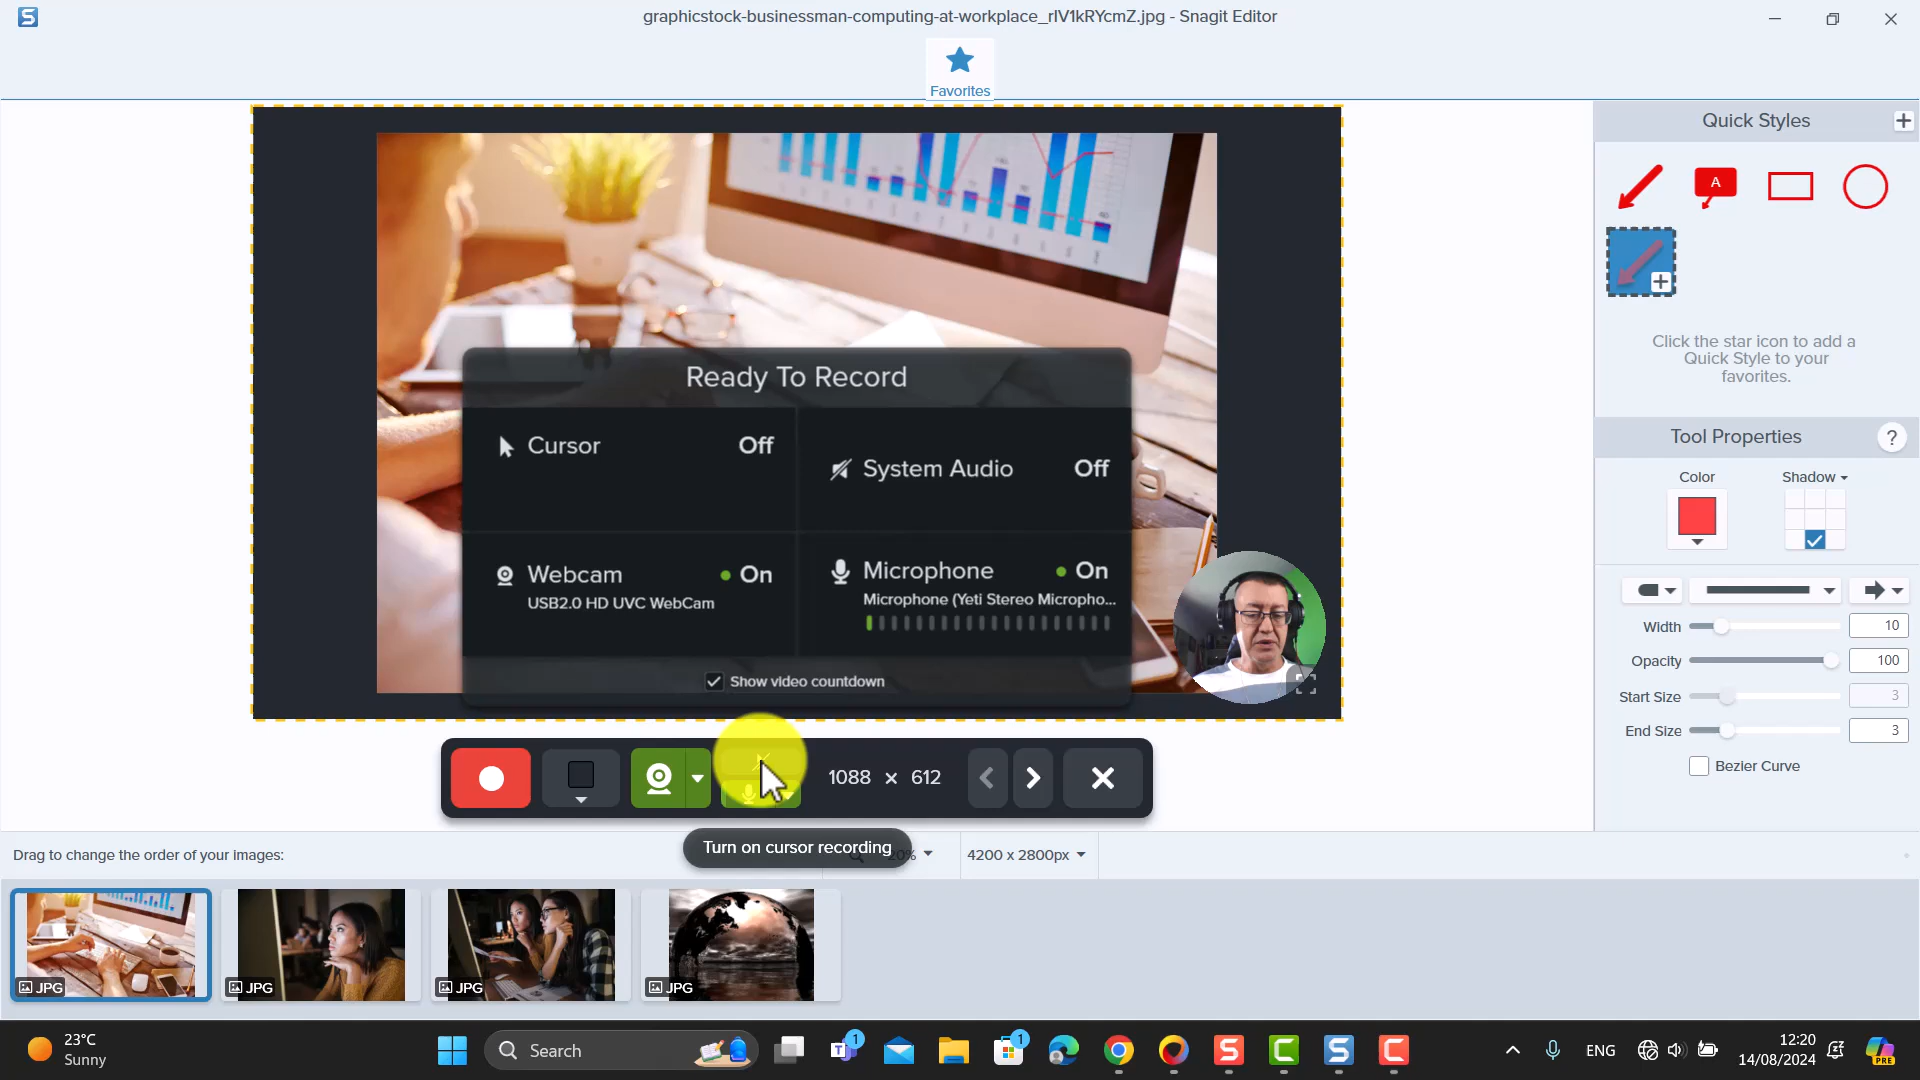 graphicstock-businessman-computing-at-workplace_rIV1kRYcmZ.jpg - Snagit Editor
Favorites
Quick Styles
A
Click the star icon to add a
Quick Style to your
favorites.
Tool Properties
?
Color
Shadow
Width
10
Opacity
100
Start Size
3
End Size
3
Bezier Curve
Ready To Record
Cursor
Off
System Audio
Off
Webcam
On
USB2.0 HD UVC WebCam
Microphone
On
Microphone (Yeti Stereo Micropho...
Show video countdown
1088 × 612
Turn on cursor recording
Drag to change the order of your images:
4200 x 2800px
JPG
JPG
JPG
JPG
23°C
Sunny
Search
1
1
ENG
12:20
14/08/2024
PRE